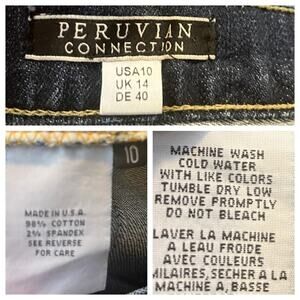 PERUVIAN
CONNECTION
USA10
UK 14
DE 40
10
MADE IN U.S.A.
98% COTTON
2% SPANDEX
SEE REVERSE
FOR CARE
MACHINE WASH
COLD WATER
WITH LIKE COLORS
TUMBLE DRY LOW
REMOVE PROMPTLY
DO NOT BLEACH
LAVER LA MACHINE
A LEAU FROIDE
AVEC COULEURS
MILAIRES, SECHER A LA
MACHINE A, BASSE